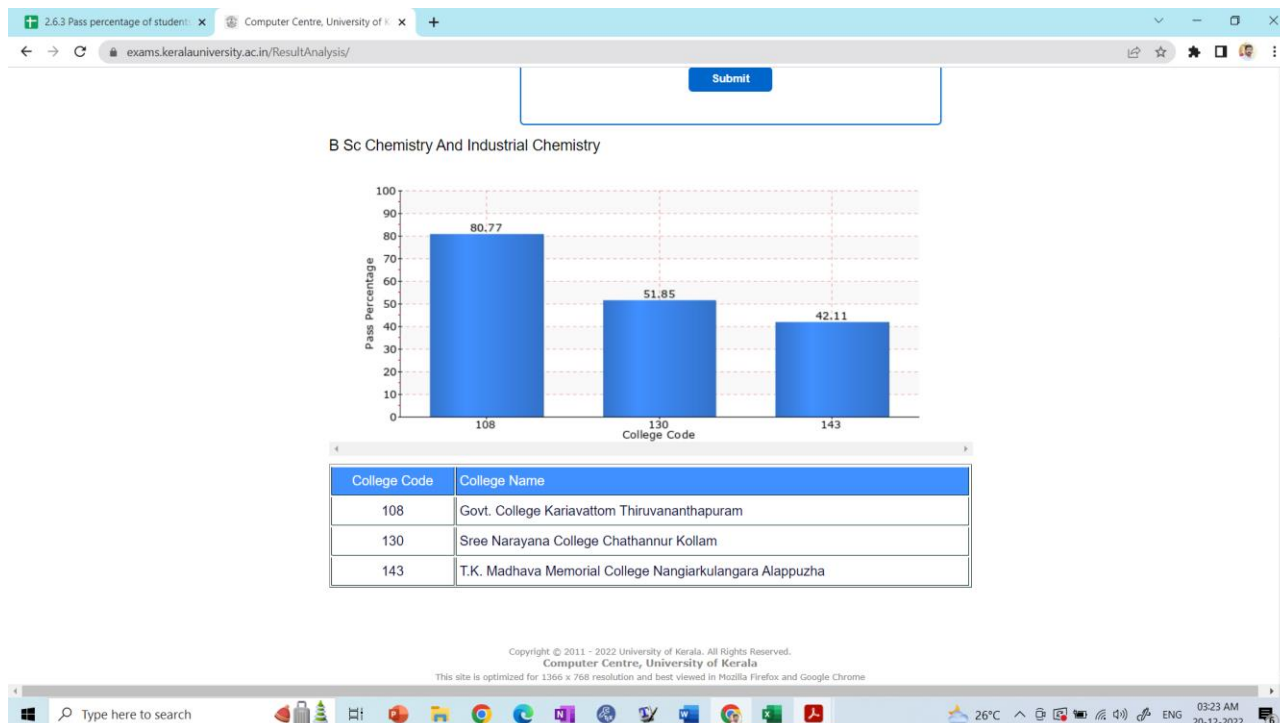 2.6.3 Pass percentage of student
Computer Centre, University of K
exams.keralauniversity.ac.in/ResultAnalysis/
Submit
B Sc Chemistry And Industrial Chemistry
100
90
80
70
60
50
40
30
20
10
0
Pass Percentage
80.77
51.85
42.11
108 130 143
College Code
College Code College Name
108 Govt. College Kariavattom Thiruvananthapuram
130 Sree Narayana College Chathannur Kollam
143 T.K. Madhava Memorial College Nangiarkulangara Alappuzha
Copyright © 2011 - 2022 University of Kerala. All Rights Reserved.
Computer Centre, University of Kerala
This site is optimized for 1366 x 768 resolution and best viewed in Mozilla Firefox and Google Chrome
Type here to search
26°C ENG 03:23 AM
20-12-2022